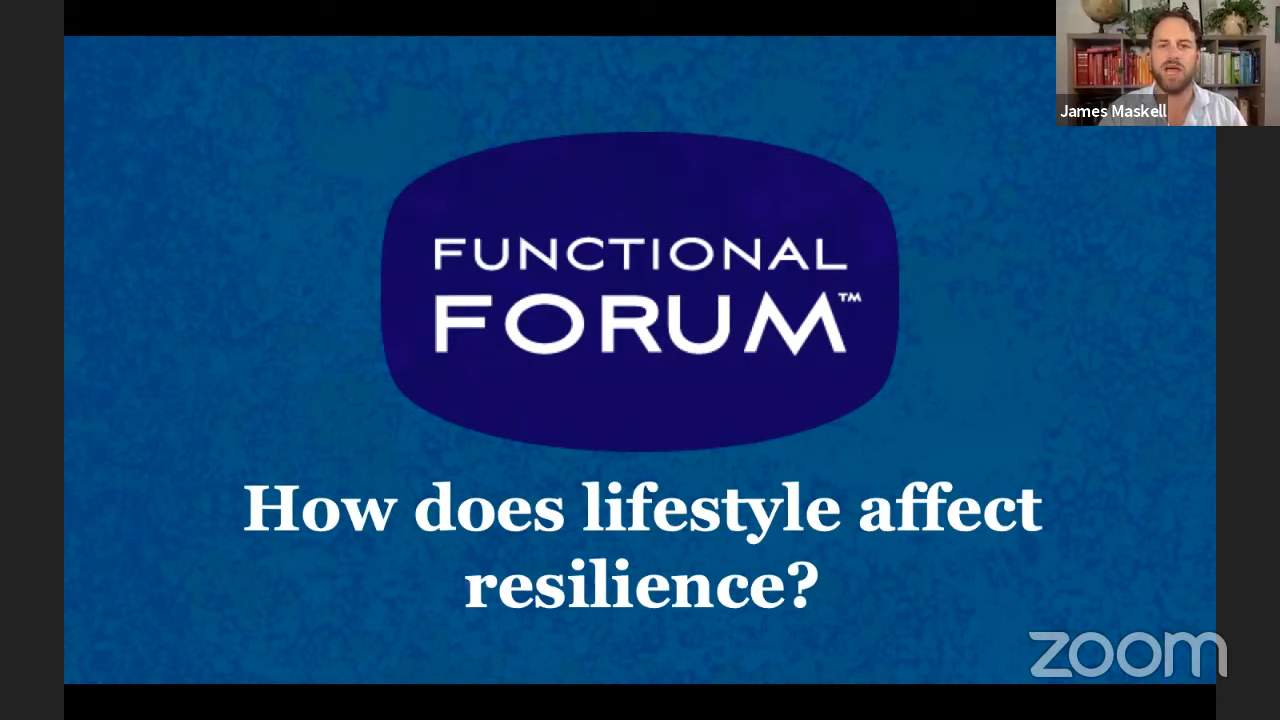 James Maskell
FUNCTIONAL
FORUM™
How does lifestyle affect
resilience?
zoom